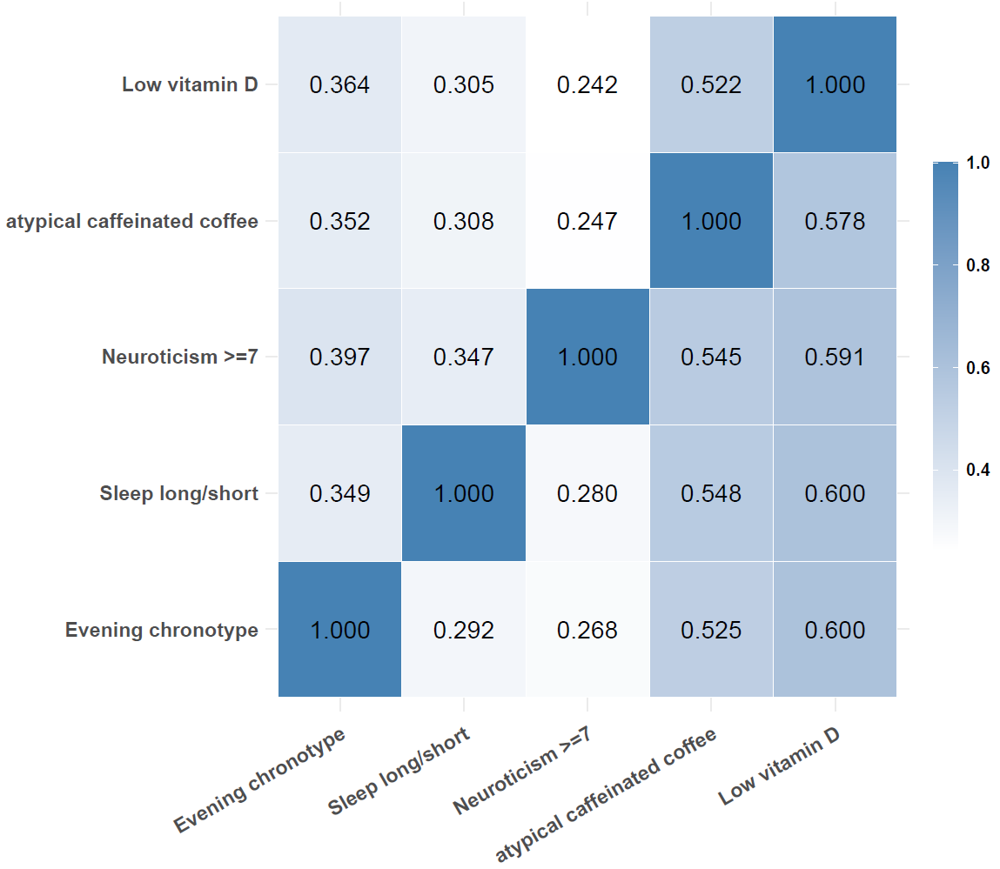 Low vitamin D 0.364 0.305 0.242 0.522 1.000
atypical caffeinated coffee 0.352 0.308 0.247 1.000 0.578
Neuroticism >=7 0.397 0.347 1.000 0.545 0.591
Sleep long/short 0.349 1.000 0.280 0.548 0.600
Evening chronotype 1.000 0.292 0.268 0.525 0.600
Evening chronotype
Sleep long/short
Neuroticism >=7
atypical caffeinated coffee
Low vitamin D
1.0
0.8
0.6
0.4